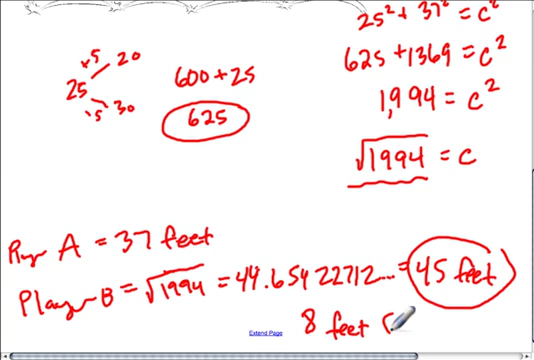 25² + 37² = c²
+5 20
25
-5 30
600 + 25
625
625 + 1369 = c²
1,994 = c²
√1994 = c
A = 37 feet
Player B = √1994 = 44.65422712... = 45 feet
8 feet
Extend Page